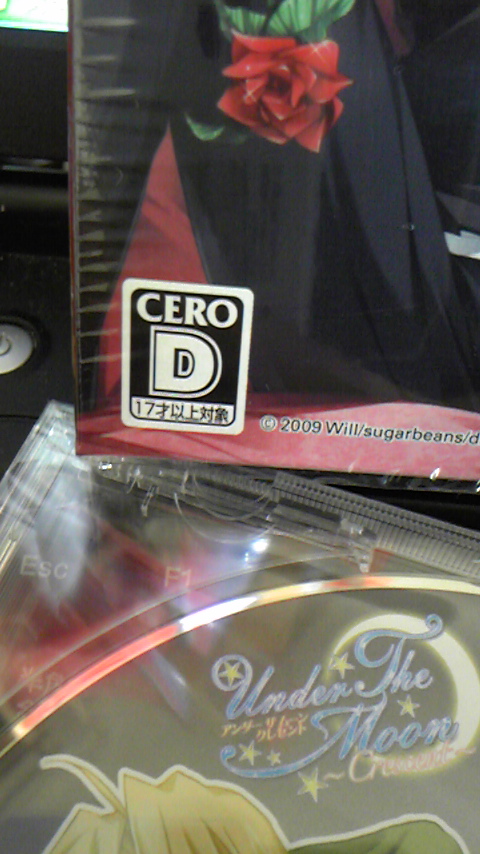 CERO
D
17才以上対象
© 2009 Will/sugarbeans/d
Esc
F1
Under The
アンダー・ザ・ムーン
クレセント
Moon
~Crescent~